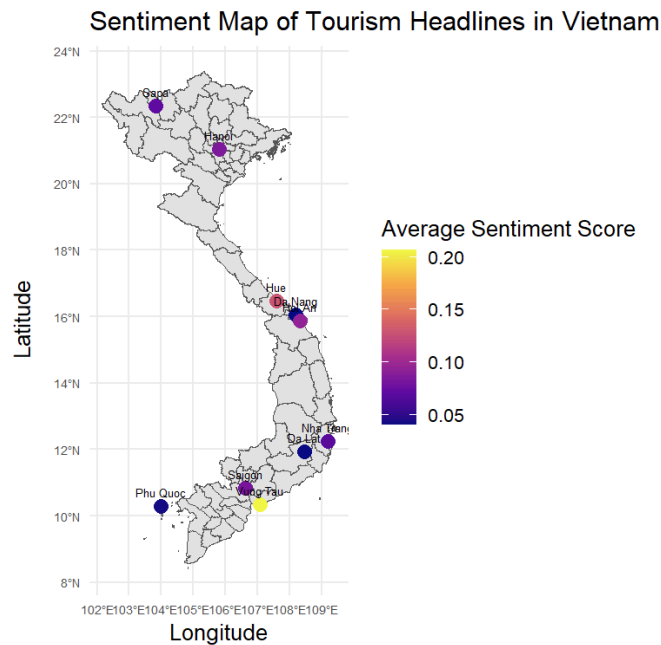 Sentiment Map of Tourism Headlines in Vietnam
24°N
22°N
20°N
18°N
16°N
14°N
12°N
10°N
8°N
Latitude
Sapa
Hanoi
Hue
Da Nang
Nha Trang
Da Lat
Saigon
Vung Tau
Phu Quoc
102°E103°E104°E105°E106°E107°E108°E109°E
Longitude
Average Sentiment Score
0.20
0.15
0.10
0.05